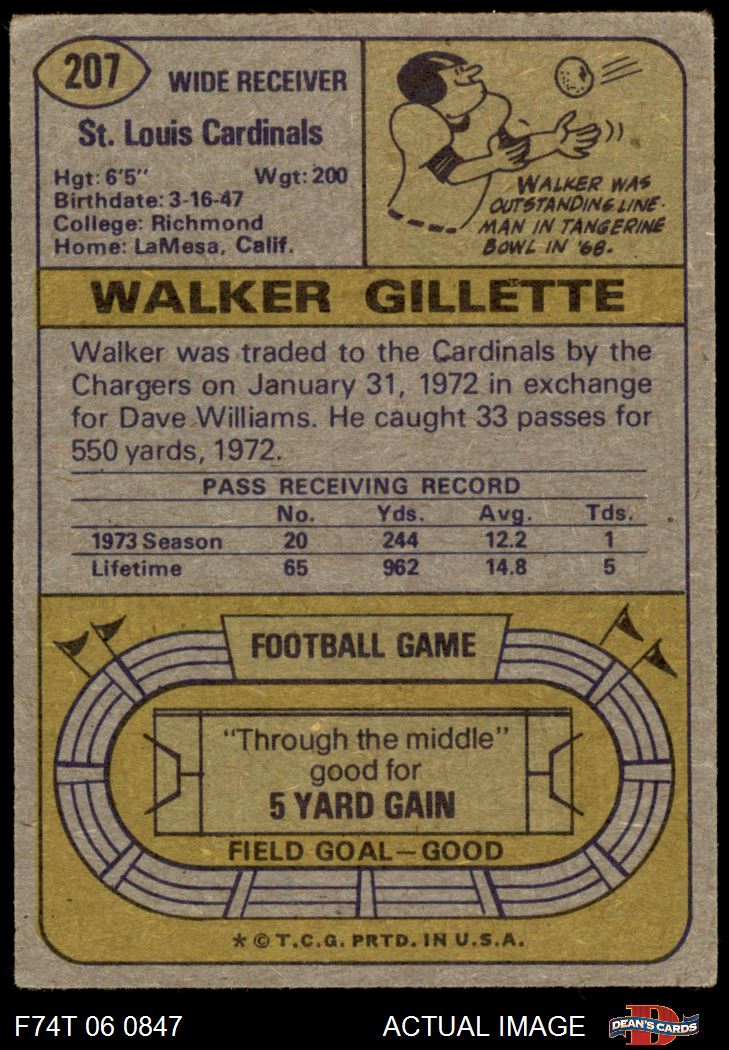 207
WIDE RECEIVER
St. Louis Cardinals
Hgt: 6'5" Wgt: 200
Birthdate: 3-16-47
College: Richmond
Home: LaMesa, Calif.
WALKER WAS
OUTSTANDING LINE-
MAN IN TANGERINE
BOWL IN '68.
WALKER GILLETTE
Walker was traded to the Cardinals by the
Chargers on January 31, 1972 in exchange
for Dave Williams. He caught 33 passes for
550 yards, 1972.
PASS RECEIVING RECORD
No. Yds. Avg. Tds.
1973 Season 20 244 12.2 1
Lifetime 65 962 14.8 5
FOOTBALL GAME
"Through the middle"
good for
5 YARD GAIN
FIELD GOAL—GOOD
* © T.C.G. PRTD. IN U.S.A.
F74T 06 0847 ACTUAL IMAGE DEAN'S CARDS